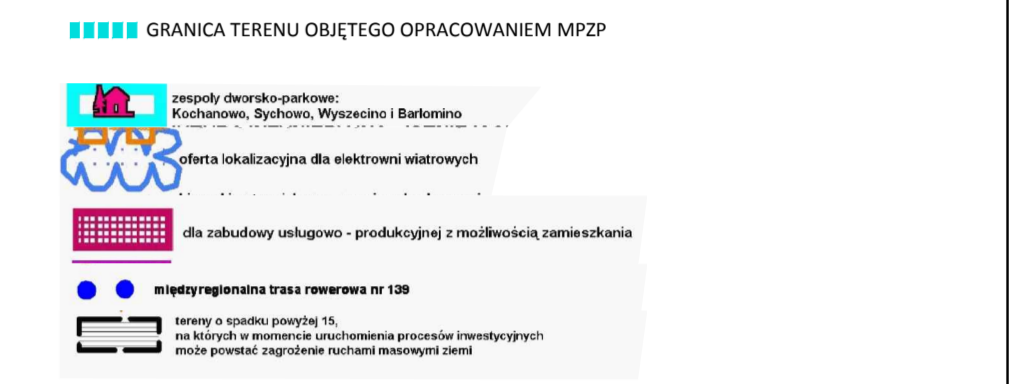 GRANICA TERENU OBJĘTEGO OPRACOWANIEM MPZP
zespoły dworsko-parkowe:
Kochanowo, Sychowo, Wyszecino i Barłomino
oferta lokalizacyjna dla elektrowni wiatrowych
dla zabudowy usługowo - produkcyjnej z możliwością zamieszkania
międzyregionalna trasa rowerowa nr 139
tereny o spadku powyżej 15,
na których w momencie uruchomienia procesów inwestycyjnych
może powstać zagrożenie ruchami masowymi ziemi